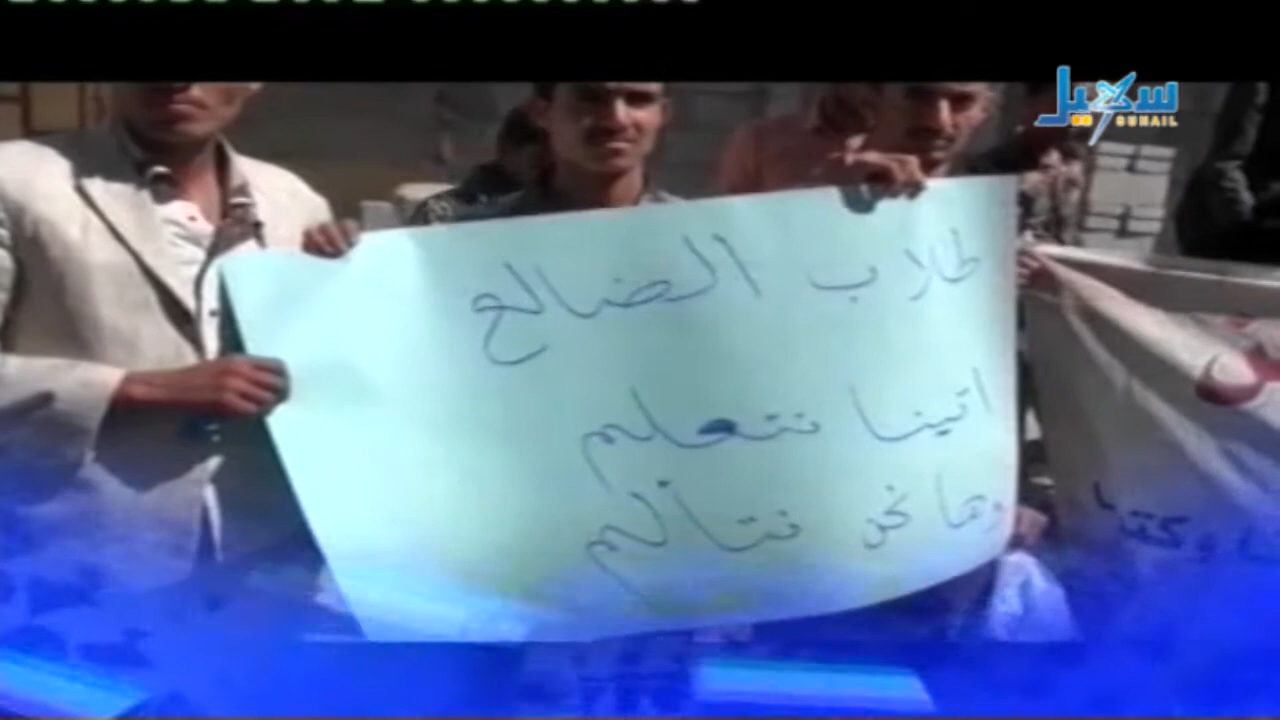 سهيل
SUHAIL
طلاب الضالع
اتينا نتعلم
وها نحن نتألم